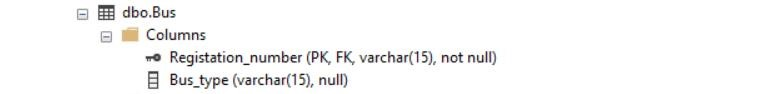 dbo.Bus
Columns
Registation_number (PK, FK, varchar(15), not null)
Bus_type (varchar(15), null)